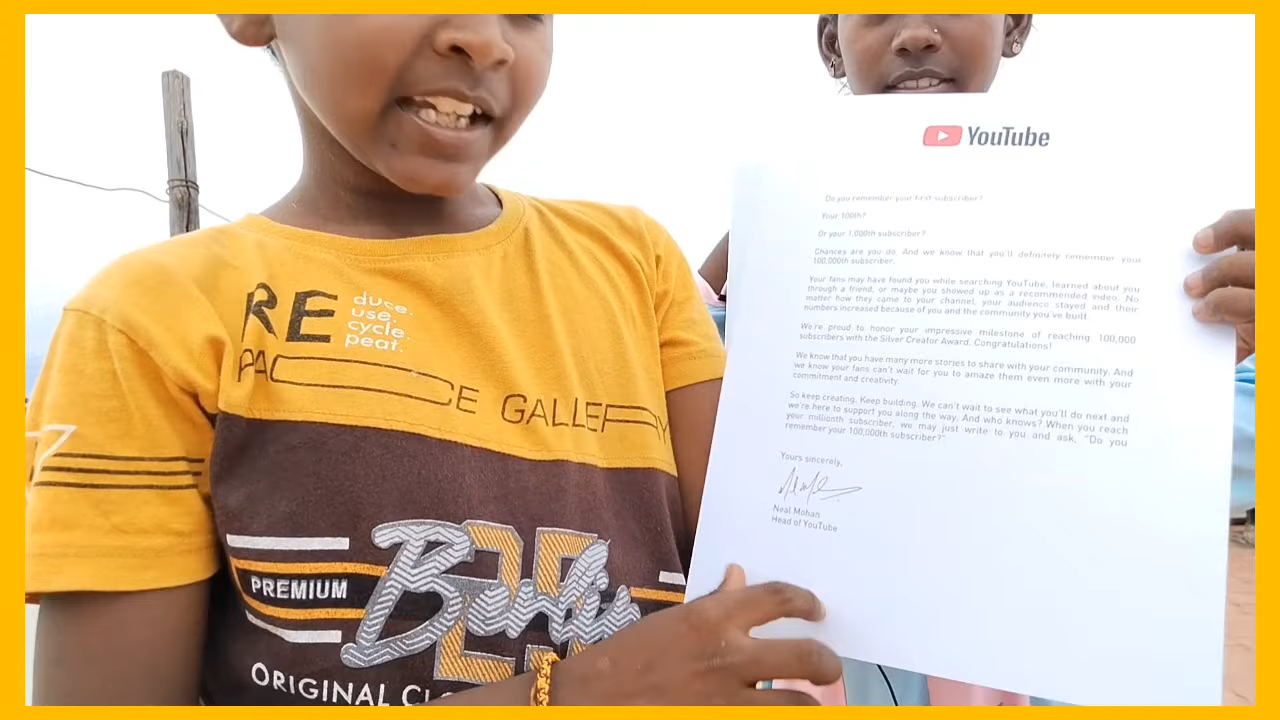 RE duce.
use.
cycle.
peat.
GALLERY
PREMIUM
Berlin
ORIGINAL
YouTube
Do you remember your first subscriber?
Your 100th?
Or your 1,000th subscriber?
Chances are you do. And we know that you'll definitely remember your
100,000th subscriber.
Your fans may have found you while searching YouTube, learned about you
through a friend, or maybe you showed up as a recommended video. No
matter how they came to your channel, your audience stayed and their
numbers increased because of you and the community you've built.
We're proud to honor your impressive milestone of reaching 100,000
subscribers with the Silver Creator Award. Congratulations!
We know that you have many more stories to share with your community. And
we know your fans can't wait for you to amaze them even more with your
commitment and creativity.
So keep creating. Keep building. We can't wait to see what you'll do next and
we're here to support you along the way. And who knows? When you reach
your millionth subscriber, we may just write to you and ask, "Do you
remember your 100,000th subscriber?"
Yours sincerely,
Neal Mohan
Head of YouTube